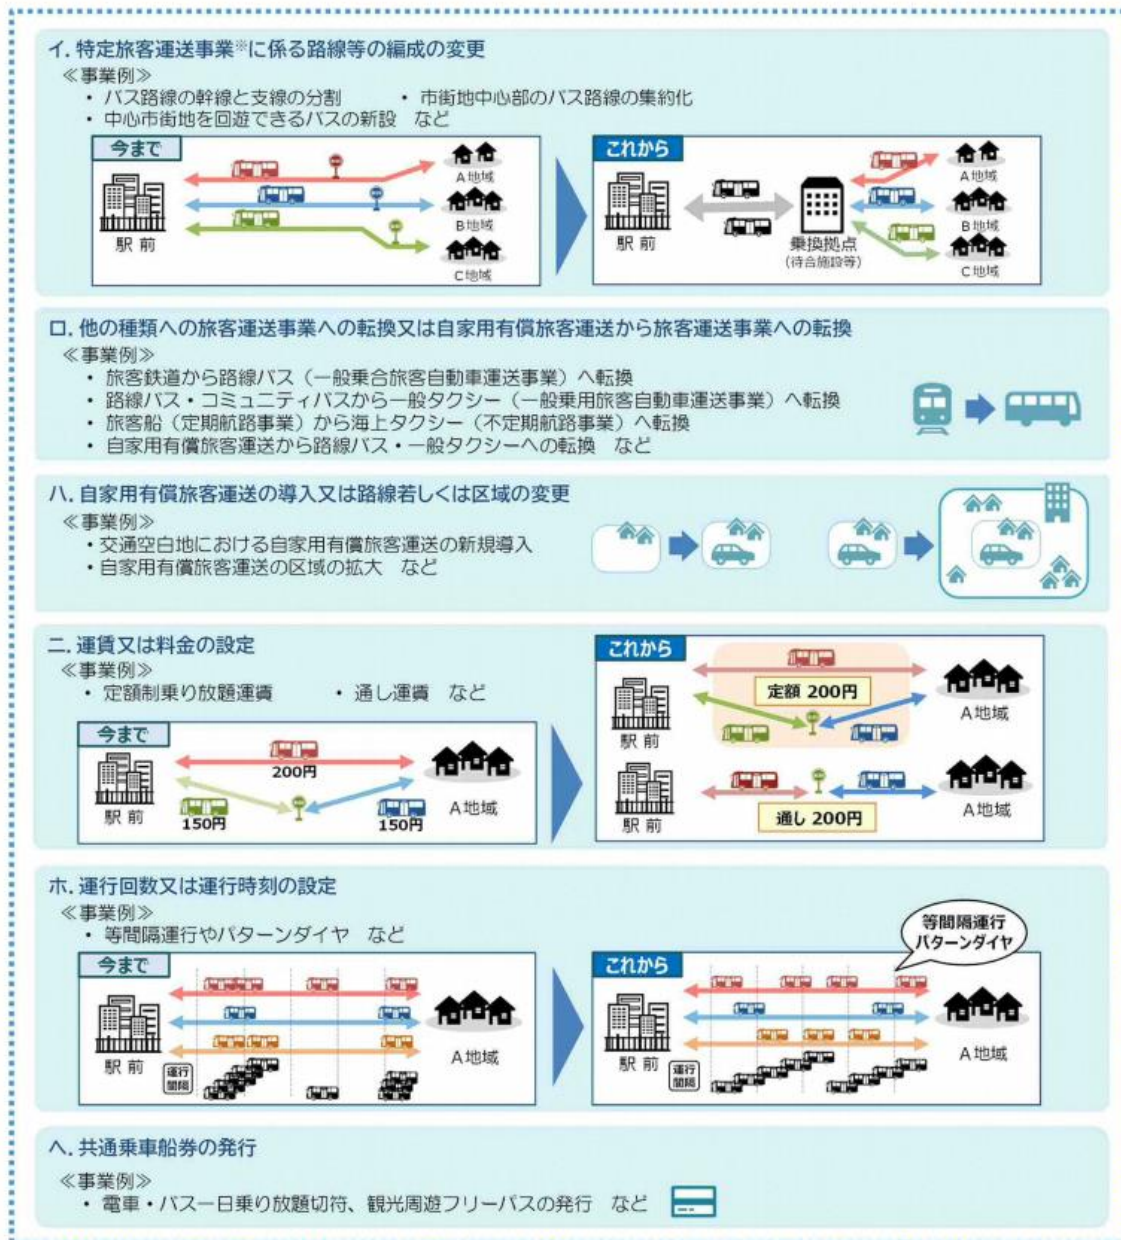 イ. 特定旅客運送事業※に係る路線等の編成の変更
≪事業例≫
・ バス路線の幹線と支線の分割　・ 市街地中心部のバス路線の集約化
・ 中心市街地を回遊できるバスの新設 など
今まで
駅 前
A地域
B地域
C地域
これから
駅 前
乗換拠点
(待合施設等)
A地域
B地域
C地域
ロ. 他の種類への旅客運送事業への転換又は自家用有償旅客運送から旅客運送事業への転換
≪事業例≫
・ 旅客鉄道から路線バス（一般乗合旅客自動車運送事業）へ転換
・ 路線バス・コミュニティバスから一般タクシー（一般乗用旅客自動車運送事業）へ転換
・ 旅客船（定期航路事業）から海上タクシー（不定期航路事業）へ転換
・ 自家用有償旅客運送から路線バス・一般タクシーへの転換 など
ハ. 自家用有償旅客運送の導入又は路線若しくは区域の変更
≪事業例≫
・交通空白地における自家用有償旅客運送の新規導入
・自家用有償旅客運送の区域の拡大 など
ニ. 運賃又は料金の設定
≪事業例≫
・ 定額制乗り放題運賃　・ 通し運賃 など
今まで
駅 前
200円
150円
150円
A地域
これから
駅 前
定額 200円
A地域
駅 前
通し 200円
A地域
ホ. 運行回数又は運行時刻の設定
≪事業例≫
・ 等間隔運行やパターンダイヤ など
今まで
駅 前
運行
間隔
A地域
等間隔運行
パターンダイヤ
これから
駅 前
運行
間隔
A地域
ヘ. 共通乗車船券の発行
≪事業例≫
・ 電車・バス一日乗り放題切符、観光周遊フリーパスの発行 など